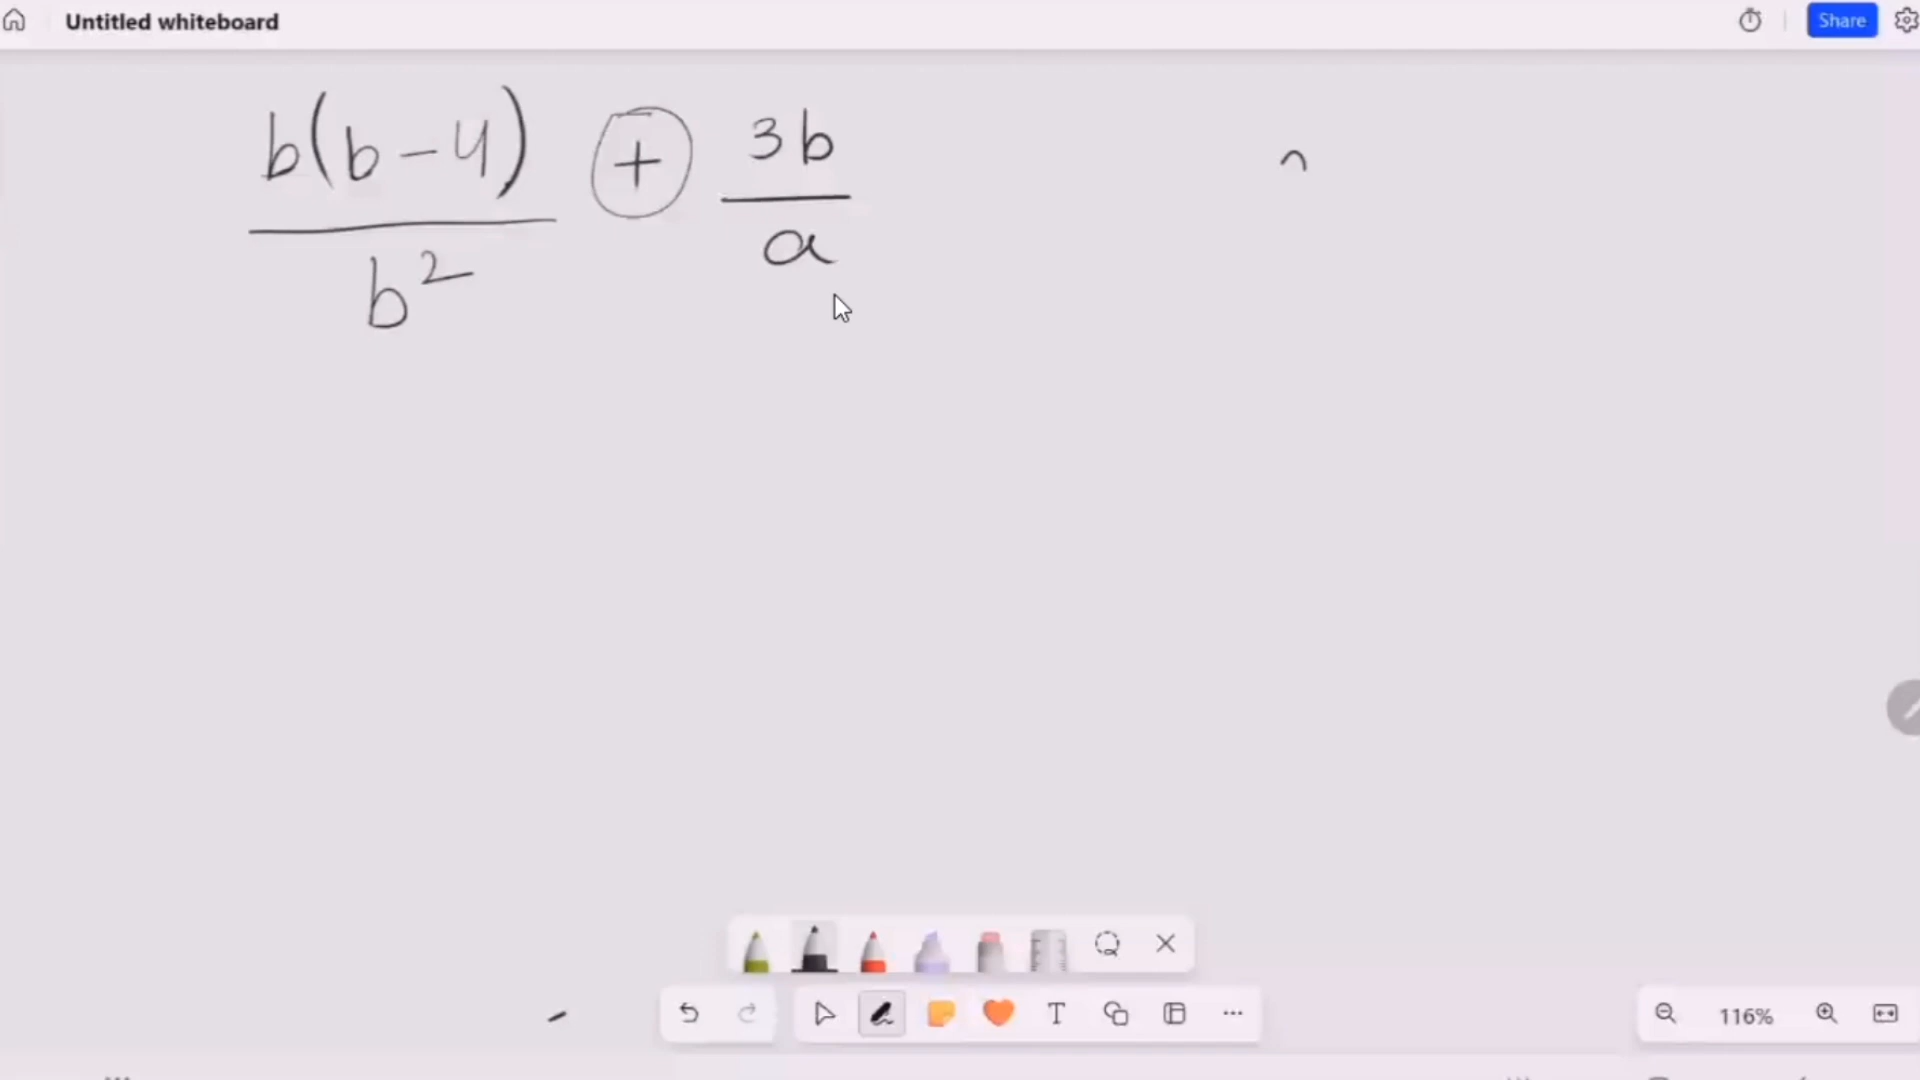 Untitled whiteboard
Share
b(b-4) + 3b
b² a
116%